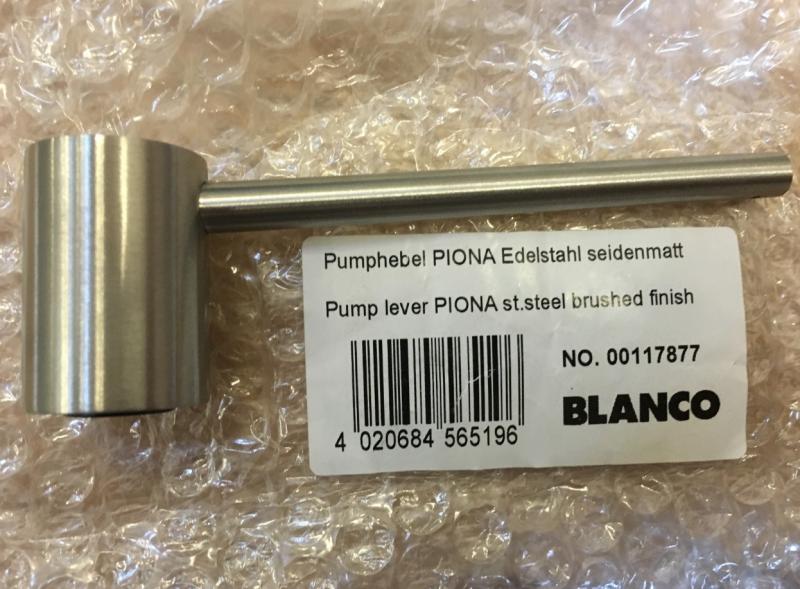 Pumphebel PIONA Edelstahl seidenmatt
Pump lever PIONA st.steel brushed finish
NO. 00117877
BLANCO
4 020684 565196